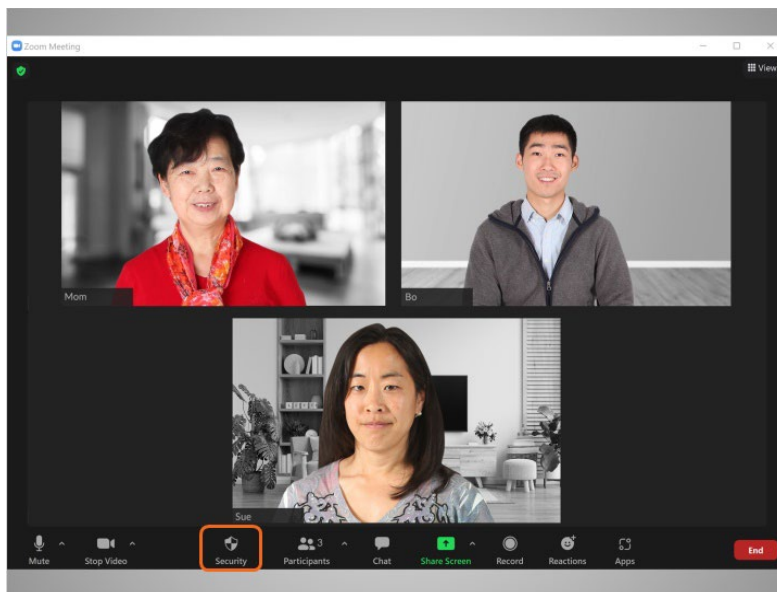 Zoom Meeting
View
Mom
Bo
Sue
Mute
Stop Video
Security
Participants 3
Chat
Share Screen
Record
Reactions
Apps
End